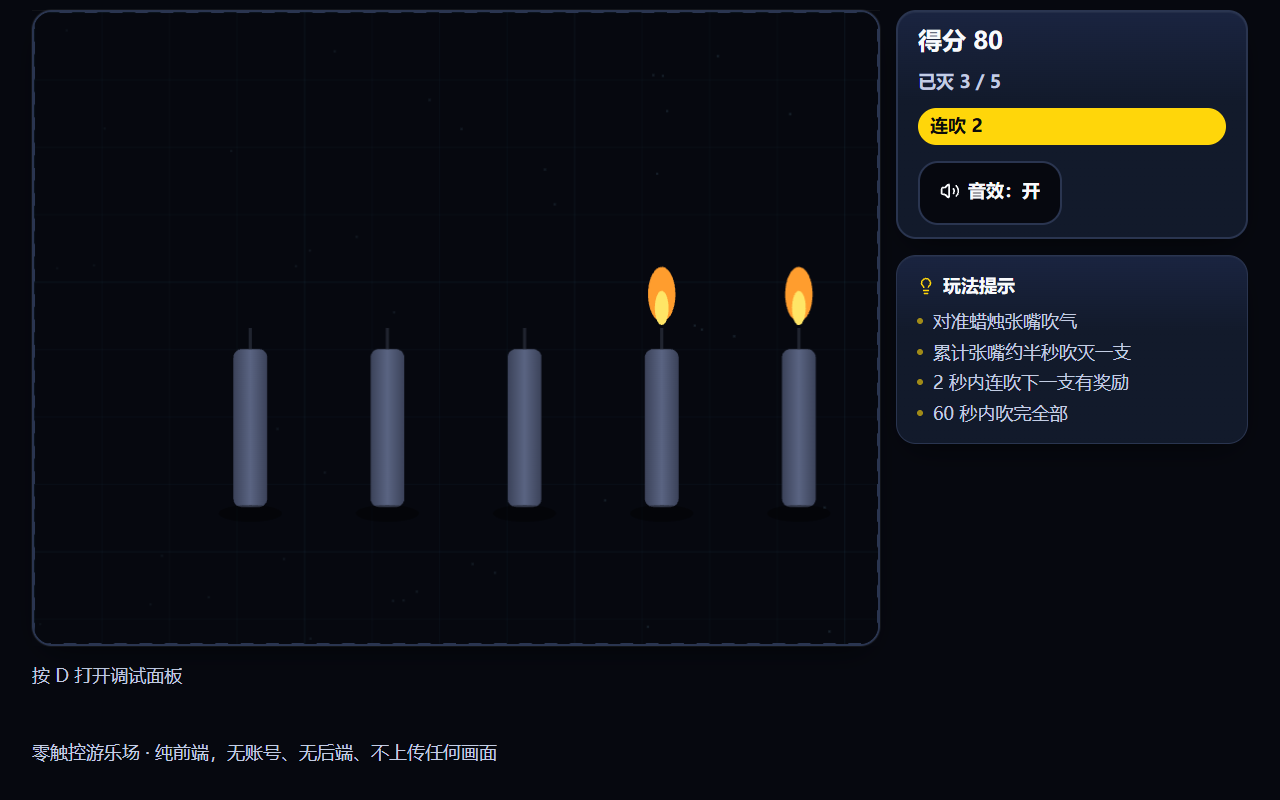 得分 80
已灭 3 / 5
连吹 2
音效：开
玩法提示
对准蜡烛张嘴吹气
累计张嘴约半秒吹灭一支
2 秒内连吹下一支有奖励
60 秒内吹完全部
按 D 打开调试面板
零触控游乐场 · 纯前端，无账号、无后端、不上传任何画面